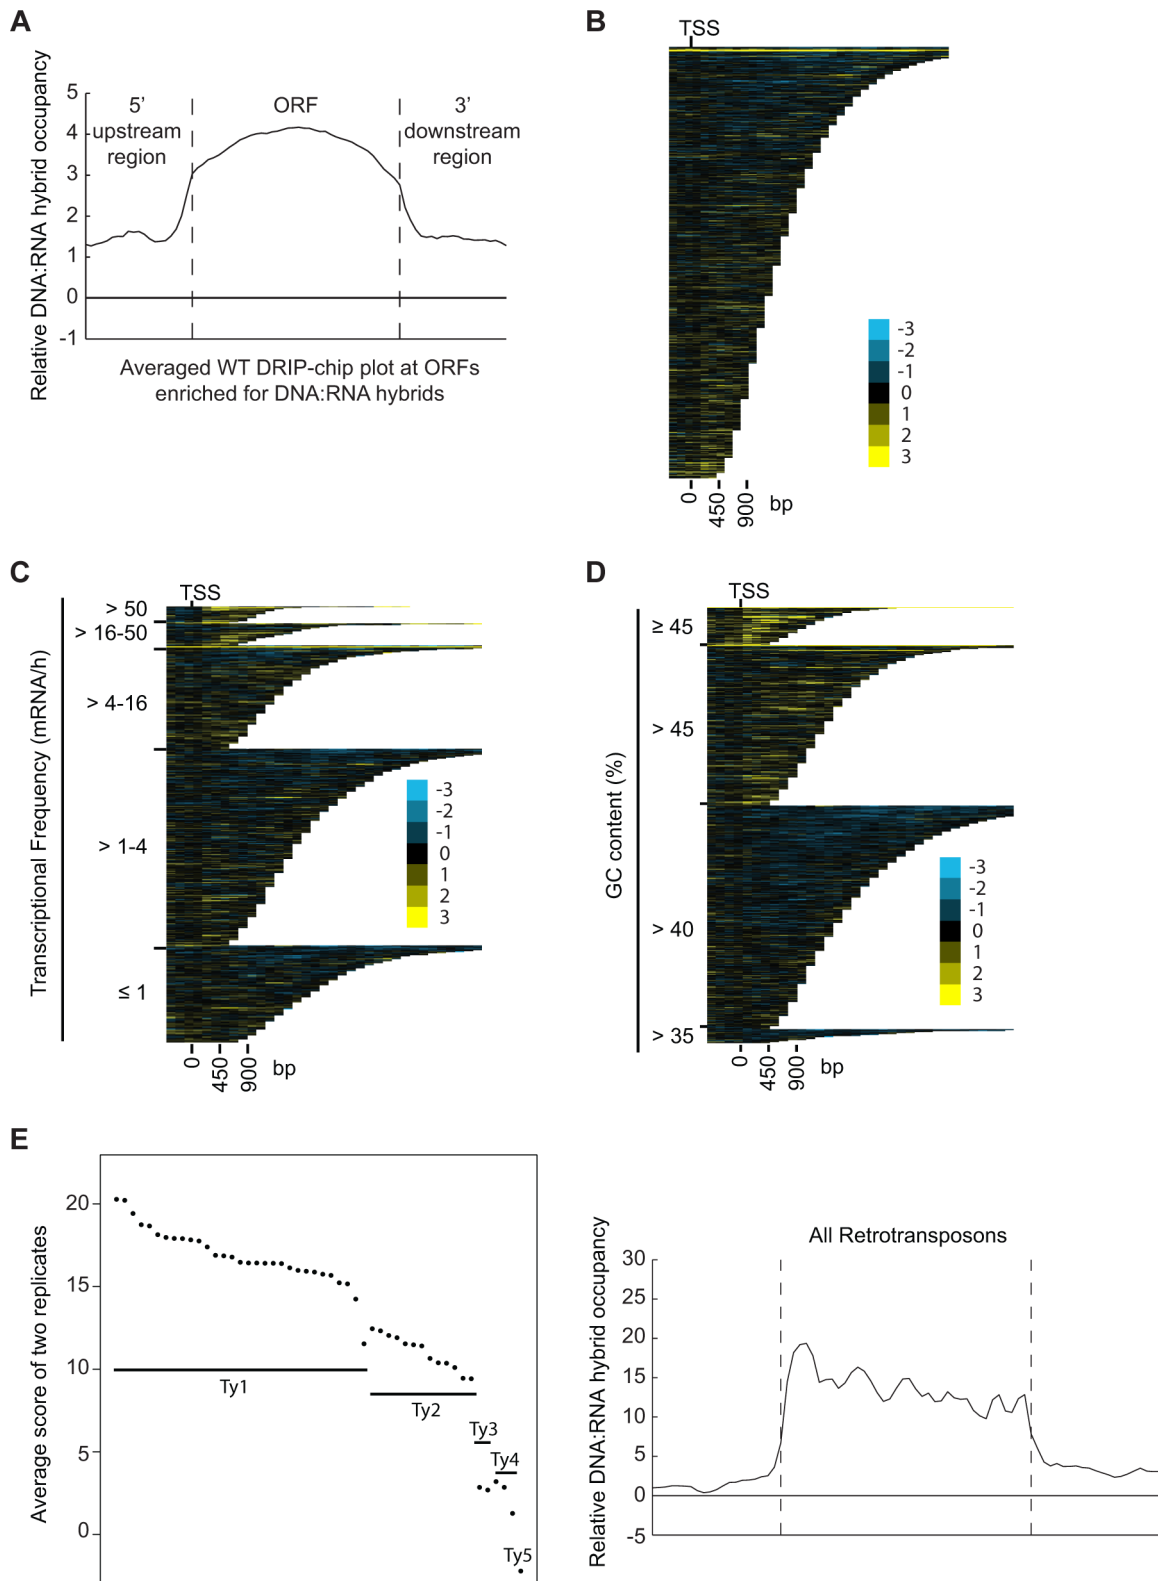 A
Relative DNA:RNA hybrid occupancy
5
4
3
2
1
0
-1
5’
upstream
region
ORF
3’
downstream
region
Averaged WT DRIP-chip plot at ORFs
enriched for DNA:RNA hybrids
B
TSS
-3
-2
-1
0
1
2
3
0
450
900
bp
C
TSS
Transcriptional Frequency (mRNA/h)
> 50
> 16-50
> 4-16
> 1-4
≤ 1
-3
-2
-1
0
1
2
3
0
450
900
bp
D
TSS
GC content (%)
≥ 45
> 45
> 40
> 35
-3
-2
-1
0
1
2
3
0
450
900
bp
E
Average score of two replicates
20
15
10
5
0
Ty1
Ty2
Ty3
Ty4
Ty5
All Retrotransposons
Relative DNA:RNA hybrid occupancy
30
25
20
15
10
5
0
-5